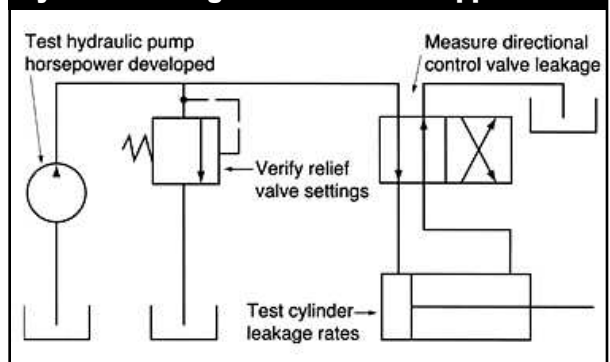 Test hydraulic pump
horsepower developed
Measure directional
control valve leakage
Verify relief
valve settings
Test cylinder
leakage rates